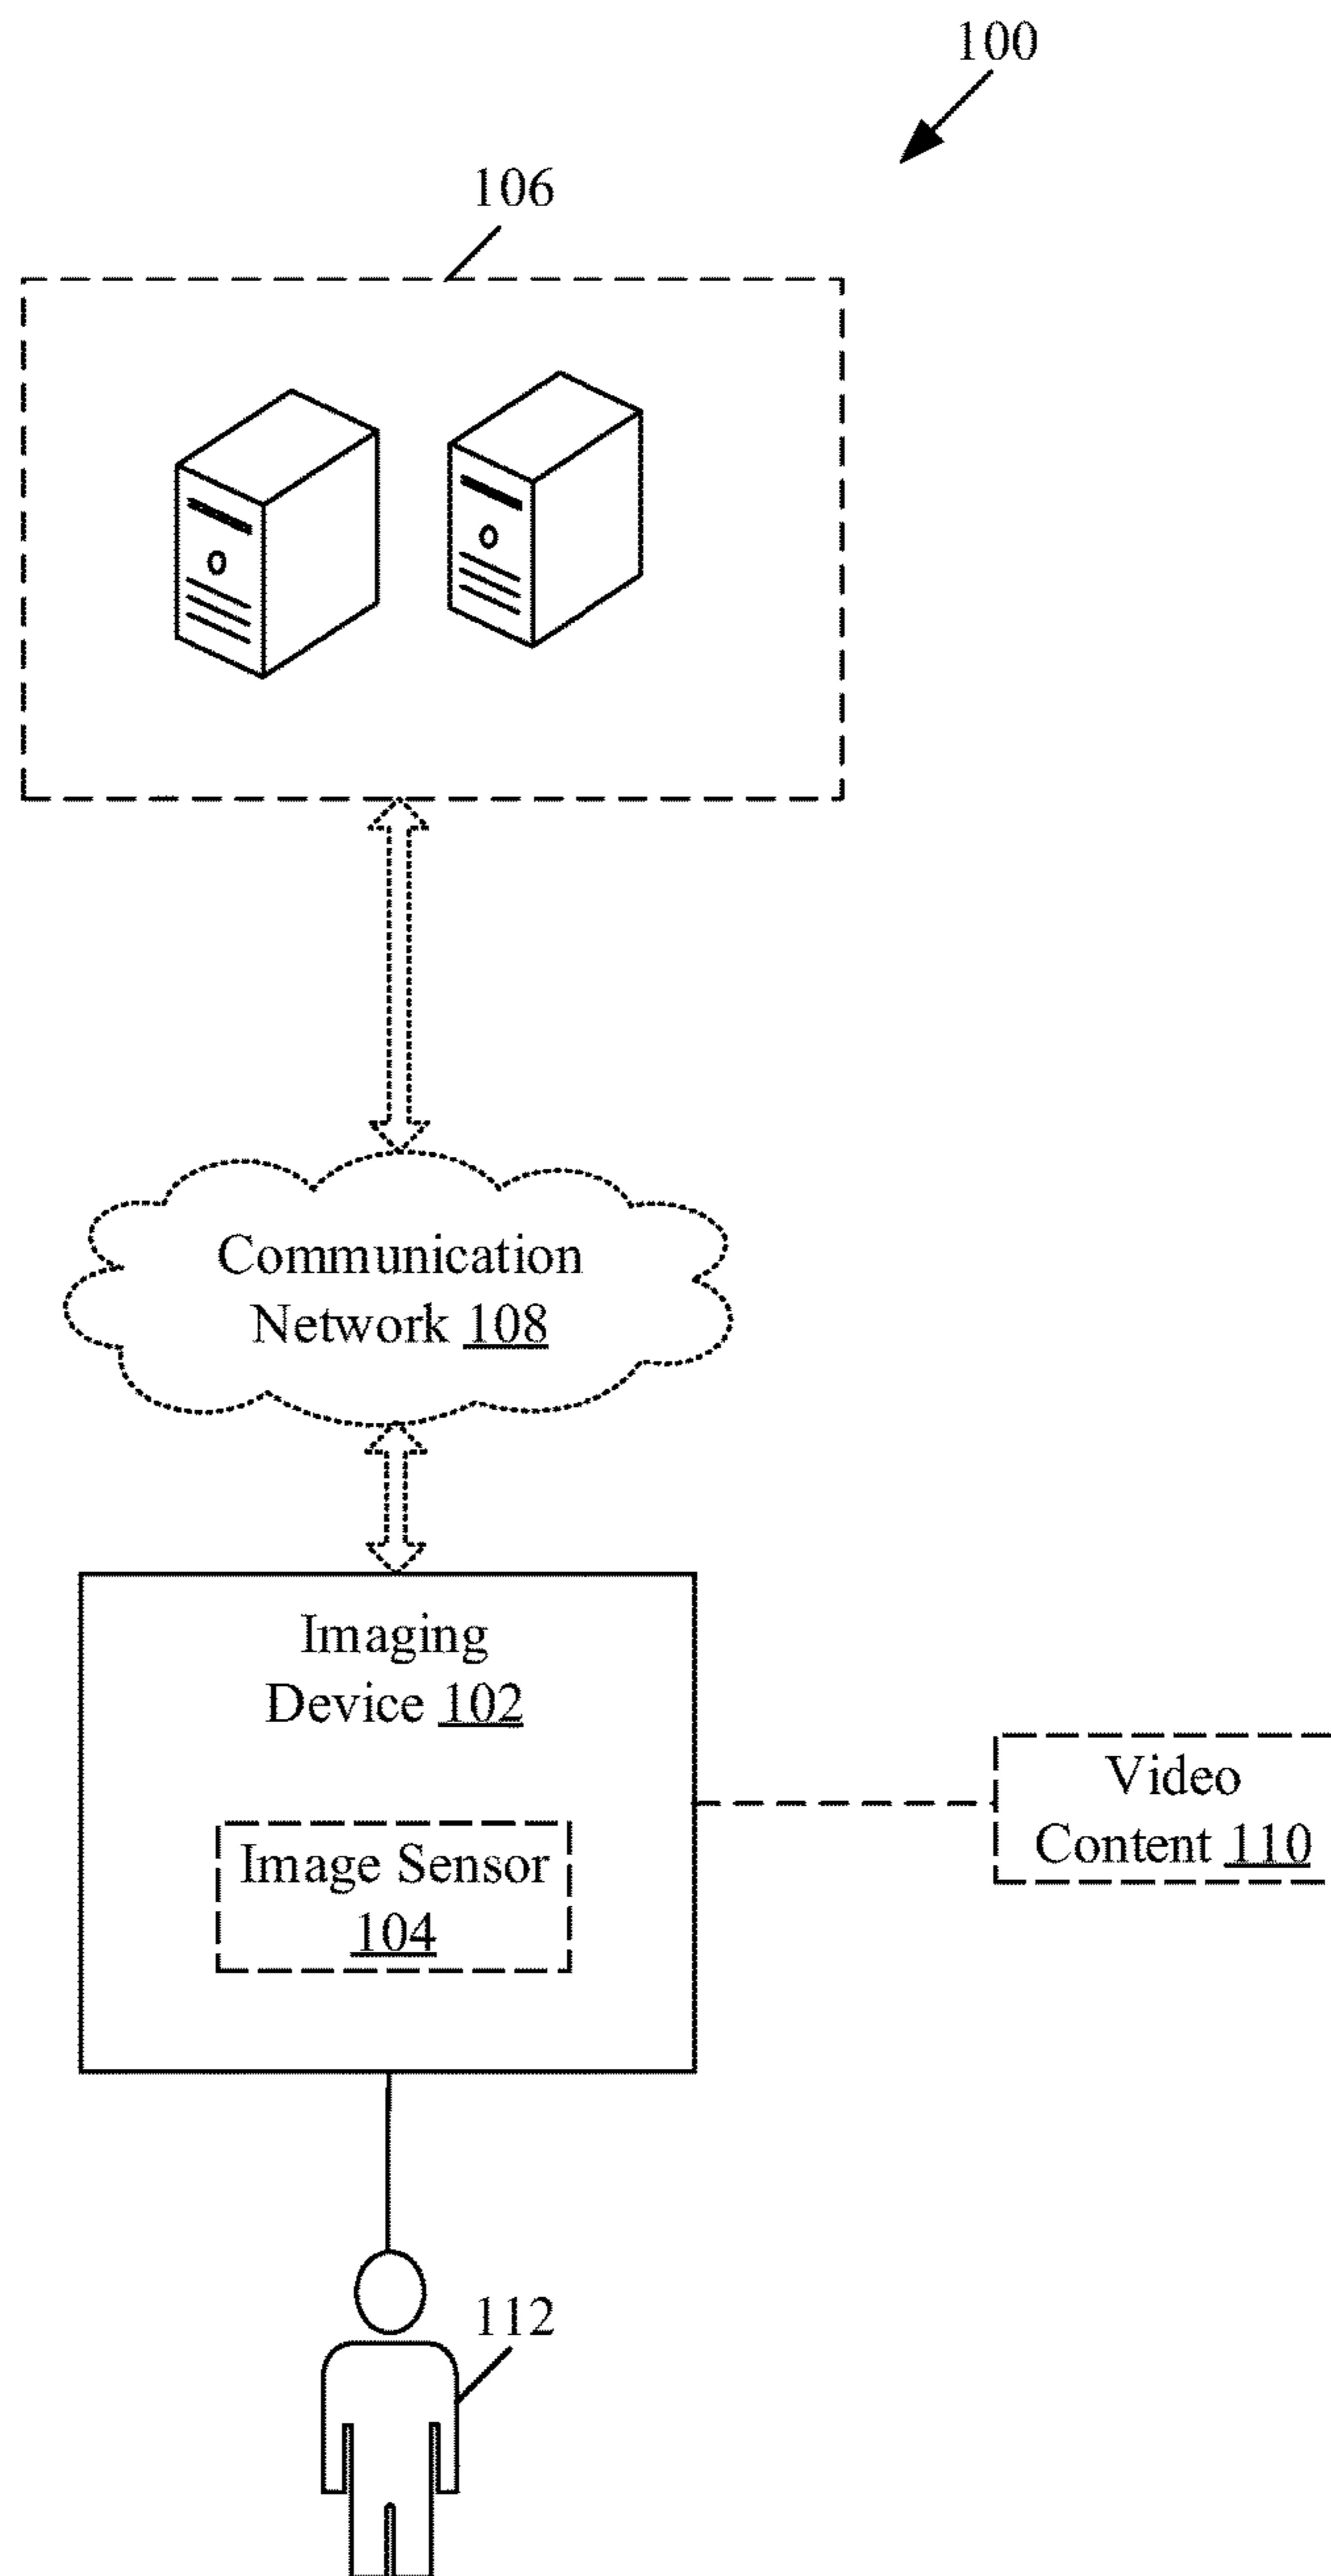 100
106
Communication
Network 108
Imaging
Device 102
Video
Content 110
Image Sensor
104
112